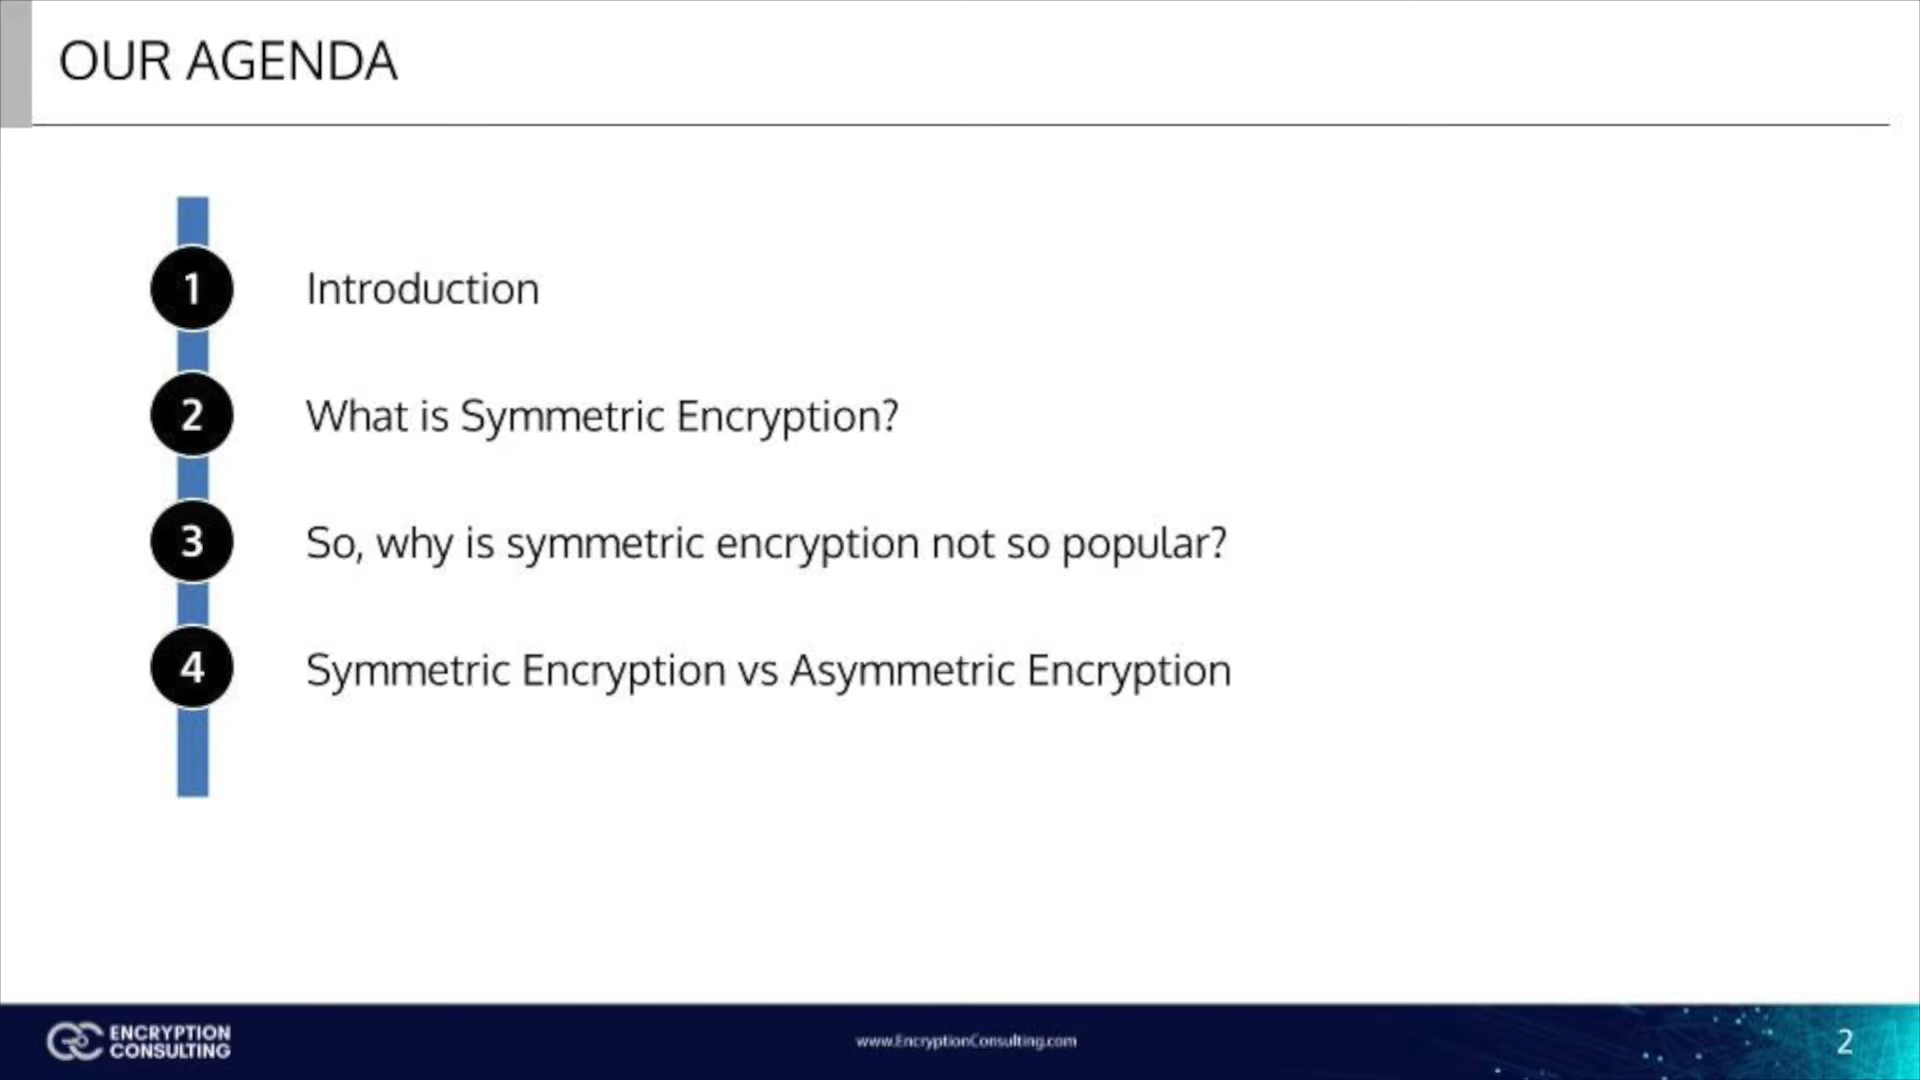 OUR AGENDA
1 Introduction
2 What is Symmetric Encryption?
3 So, why is symmetric encryption not so popular?
4 Symmetric Encryption vs Asymmetric Encryption
ENCRYPTION
CONSULTING
www.EncryptionConsulting.com
2